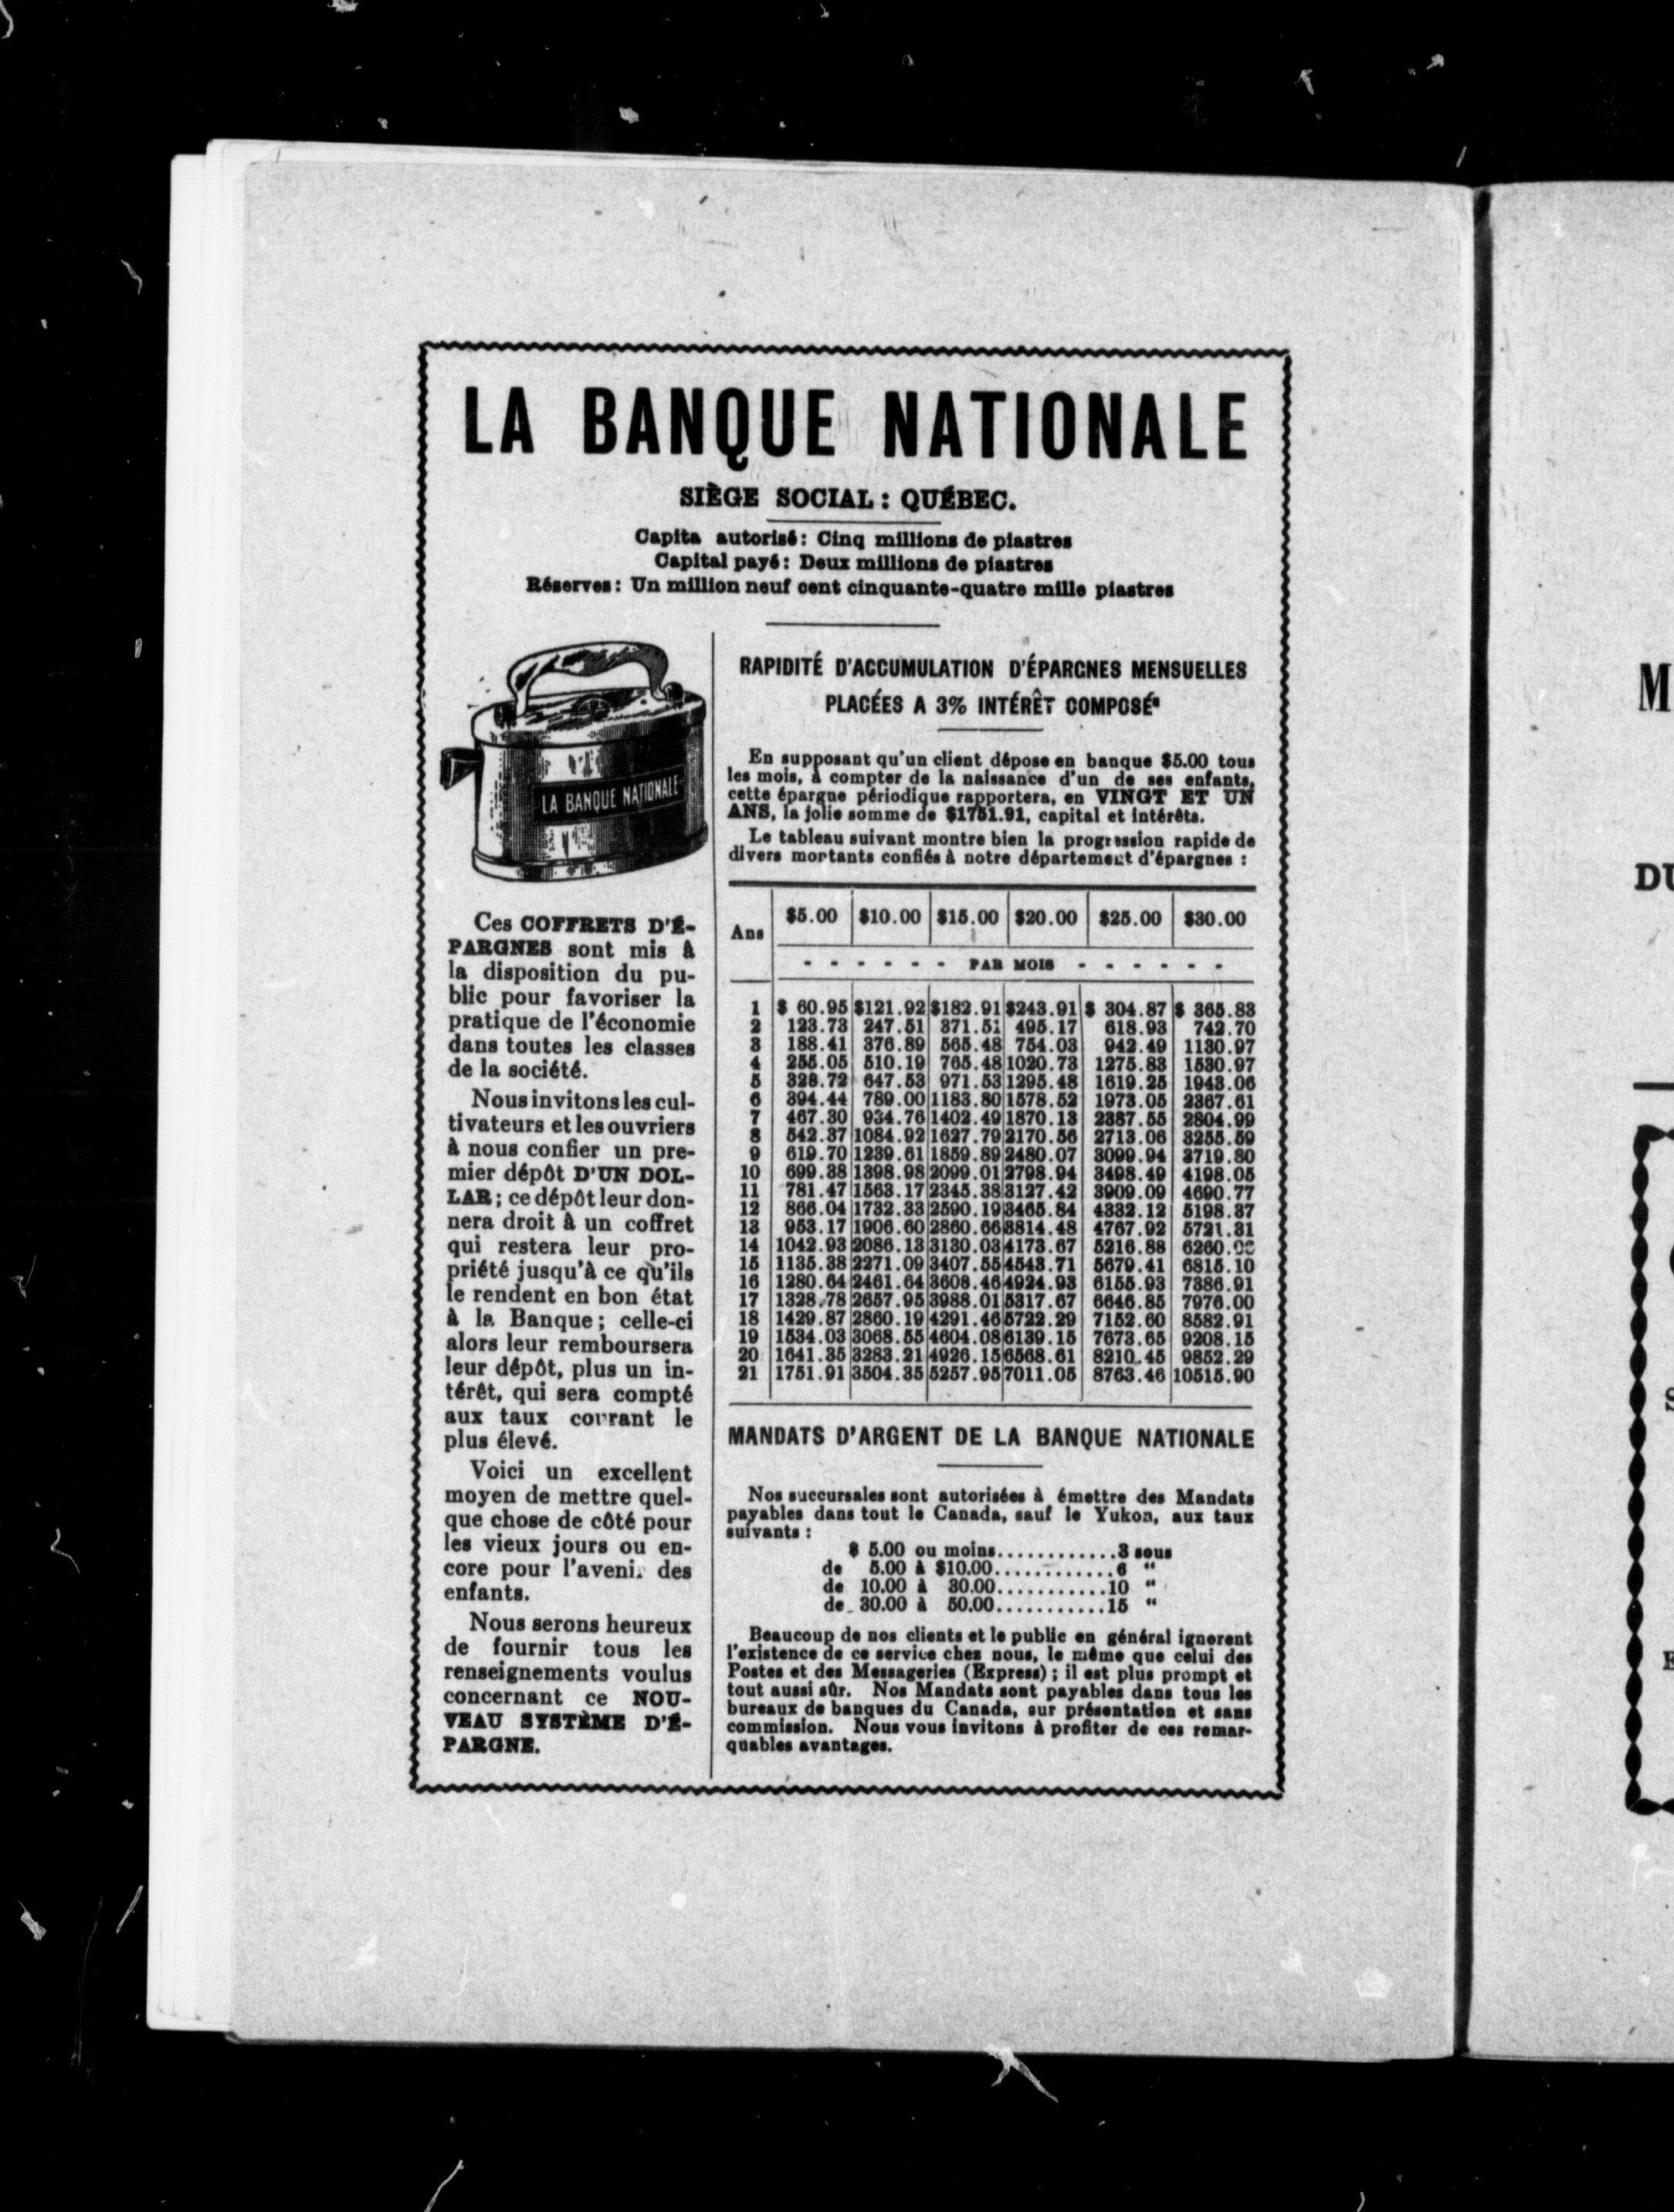 LA BANQUE NATIONALE
SIÈGE SOCIAL : QUÉBEC.
Capita autorisé : Cinq millions de piastres
Capital payé : Deux millions de piastres
Réserves : Un million neuf cent cinquante-quatre mille piastres
LA BANQUE NATIONALE
Ces COFFRETS D'É-
PARGNES sont mis à
la disposition du pu-
blic pour favoriser la
pratique de l'économie
dans toutes les classes
de la société.
Nous invitons les cul-
tivateurs et les ouvriers
à nous confier un pre-
mier dépôt D'UN DOL-
LAR ; ce dépôt leur don-
nera droit à un coffret
qui restera leur pro-
priété jusqu'à ce qu'ils
le rendent en bon état
à la Banque ; celle-ci
alors leur remboursera
leur dépôt, plus un in-
térêt, qui sera compté
aux taux courant le
plus élevé.
Voici un excellent
moyen de mettre quel-
que chose de côté pour
les vieux jours ou en-
core pour l'avenir des
enfants.
Nous serons heureux
de fournir tous les
renseignements voulus
concernant ce NOU-
VEAU SYSTÈME D'É-
PARGNE.
RAPIDITÉ D'ACCUMULATION D'ÉPARGNES MENSUELLES
PLACÉES A 3% INTÉRÊT COMPOSÉ
En supposant qu'un client dépose en banque $5.00 tous
les mois, à compter de la naissance d'un de ses enfants,
cette épargne périodique rapportera, en VINGT ET UN
ANS, la jolie somme de $1751.91, capital et intérêts.
Le tableau suivant montre bien la progression rapide de
divers mortants confiés à notre département d'épargnes :
Ans $5.00 $10.00 $15.00 $20.00 $25.00 $30.00
- - - - - - PAR MOIS - - - - - -
1 $ 60.95 $121.92 $182.91 $243.91 $ 304.87 $ 365.83
2 123.73 247.51 371.51 495.17 618.93 742.70
3 188.41 376.89 565.48 754.03 942.49 1130.97
4 255.05 510.19 765.48 1020.73 1275.83 1530.97
5 328.72 647.53 971.53 1295.48 1619.25 1943.06
6 394.44 789.00 1183.80 1578.52 1973.05 2367.61
7 467.30 934.76 1402.49 1870.13 2387.55 2804.99
8 542.37 1084.92 1627.79 2170.56 2713.06 3255.59
9 619.70 1239.61 1859.89 2480.07 3099.94 3719.80
10 699.38 1398.98 2099.01 2798.94 3498.49 4198.05
11 781.47 1563.17 2345.38 3127.42 3909.09 4690.77
12 866.04 1732.33 2590.19 3465.84 4332.12 5198.37
13 953.17 1906.60 2860.66 3814.48 4767.92 5721.31
14 1042.93 2086.13 3130.03 4173.67 5216.88
15 1135.38 2271.09 3407.55 4543.71 5679.41 6815.10
16 1280.64 2461.64 3608.46 4924.93 6155.93 7386.91
17 1328.78 2657.95 3988.01 5317.67 6646.85 7976.00
18 1429.87 2860.19 4291.46 5722.29 7152.60 8582.91
19 1534.03 3068.55 4604.08 6139.15 7673.65 9208.15
20 1641.35 3283.21 4926.15 6568.61 8210.45 9852.29
21 1751.91 3504.35 5257.95 7011.05 8763.46 10515.90
MANDATS D'ARGENT DE LA BANQUE NATIONALE
Nos succursales sont autorisées à émettre des Mandats
payables dans tout le Canada, sauf le Yukon, aux taux
suivants :
$ 5.00 ou moins............3 sous
de 5.00 à $10.00............6 "
de 10.00 à 30.00...........10 "
de 30.00 à 50.00...........15 "
Beaucoup de nos clients et le public en général ignorent
l'existence de ce service chez nous, le même que celui des
Postes et des Messageries (Express) ; il est plus prompt et
tout aussi sûr. Nos Mandats sont payables dans tous les
bureaux de banques du Canada, sur présentation et sans
commission. Nous vous invitons à profiter de ces remar-
quables avantages.
M
DU